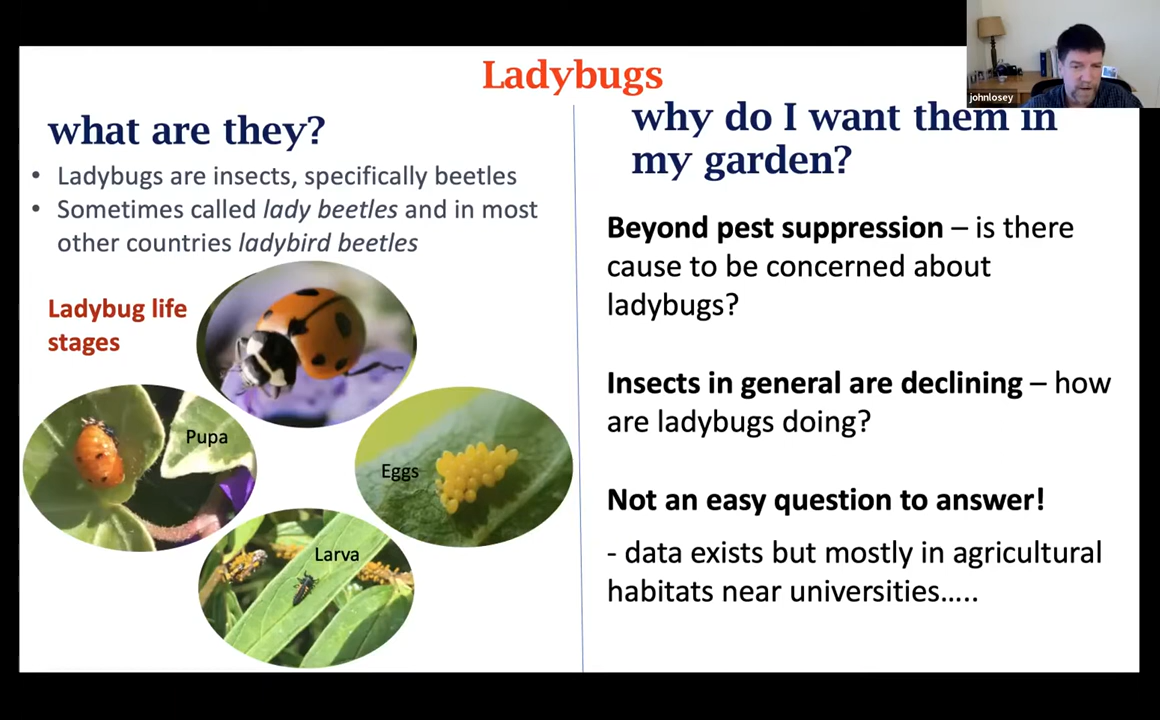 Ladybugs
johnlosey
what are they?
• Ladybugs are insects, specifically beetles
• Sometimes called lady beetles and in most
other countries ladybird beetles
Ladybug life
stages
Pupa
Eggs
Larva
why do I want them in
my garden?
Beyond pest suppression – is there
cause to be concerned about
ladybugs?
Insects in general are declining – how
are ladybugs doing?
Not an easy question to answer!
- data exists but mostly in agricultural
habitats near universities…..